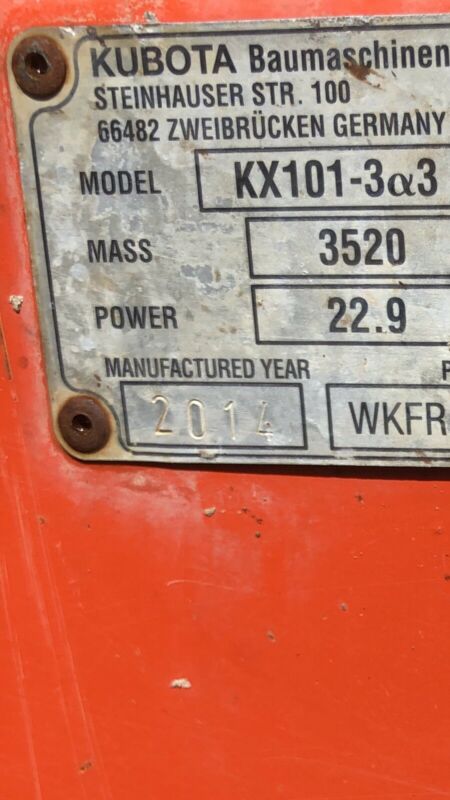 KUBOTA Baumaschinen
STEINHAUSER STR. 100
66482 ZWEIBRÜCKEN GERMANY
MODEL KX101-3α3
MASS 3520
POWER 22.9
MANUFACTURED YEAR
2014 WKFR